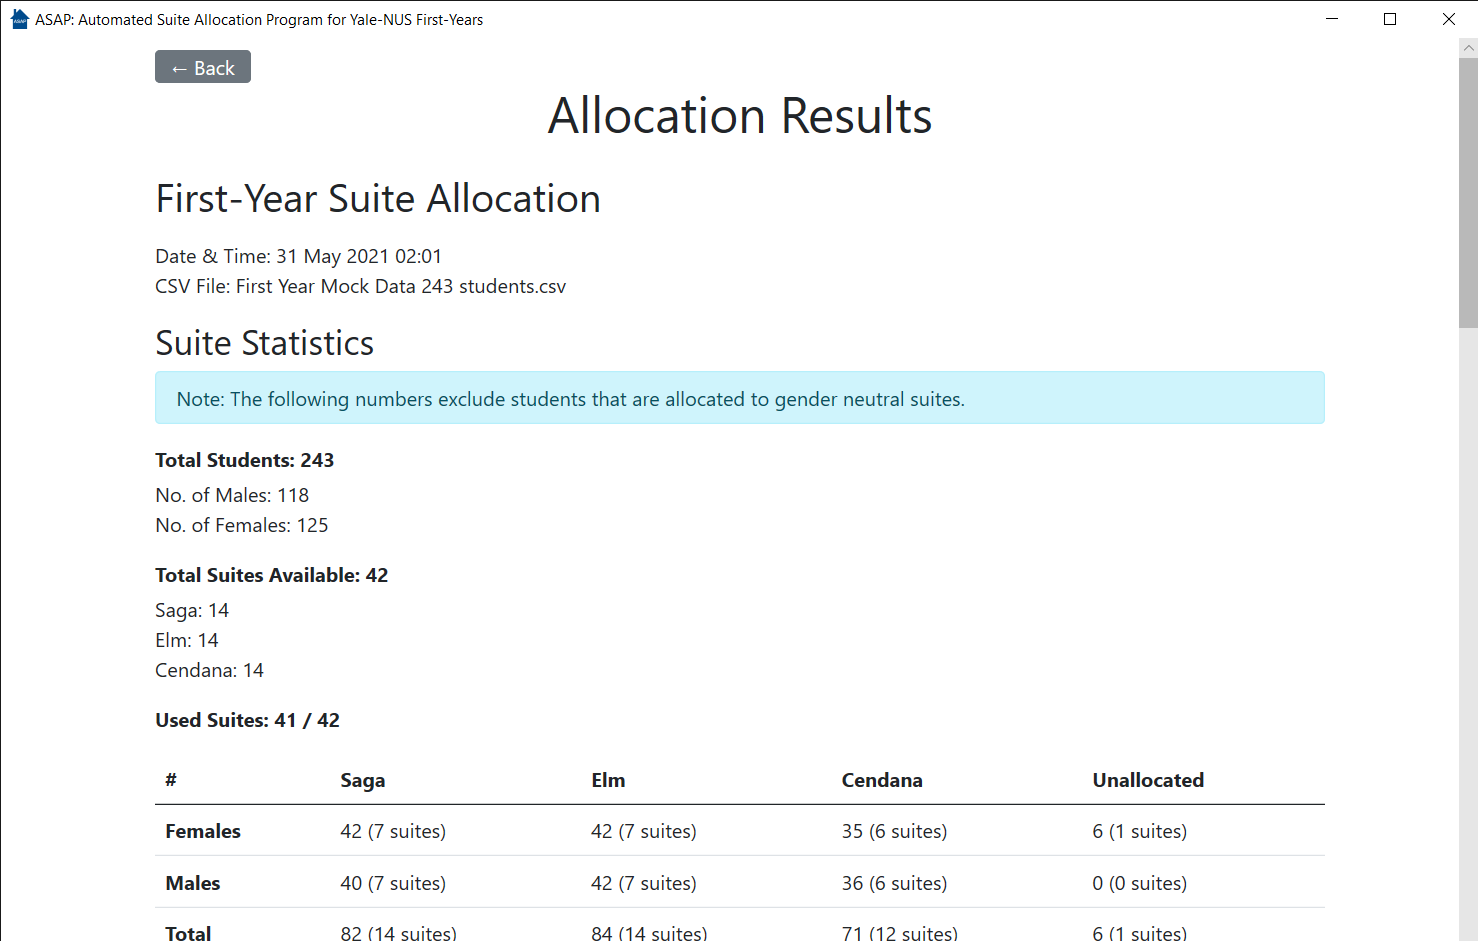 ASAP: Automated Suite Allocation Program for Yale-NUS First-Years
← Back
Allocation Results
First-Year Suite Allocation
Date & Time: 31 May 2021 02:01
CSV File: First Year Mock Data 243 students.csv
Suite Statistics
Note: The following numbers exclude students that are allocated to gender neutral suites.
Total Students: 243
No. of Males: 118
No. of Females: 125
Total Suites Available: 42
Saga: 14
Elm: 14
Cendana: 14
Used Suites: 41 / 42
# Saga Elm Cendana Unallocated
Females 42 (7 suites) 42 (7 suites) 35 (6 suites) 6 (1 suites)
Males 40 (7 suites) 42 (7 suites) 36 (6 suites) 0 (0 suites)
Total 82 (14 suites) 84 (14 suites) 71 (12 suites) 6 (1 suites)